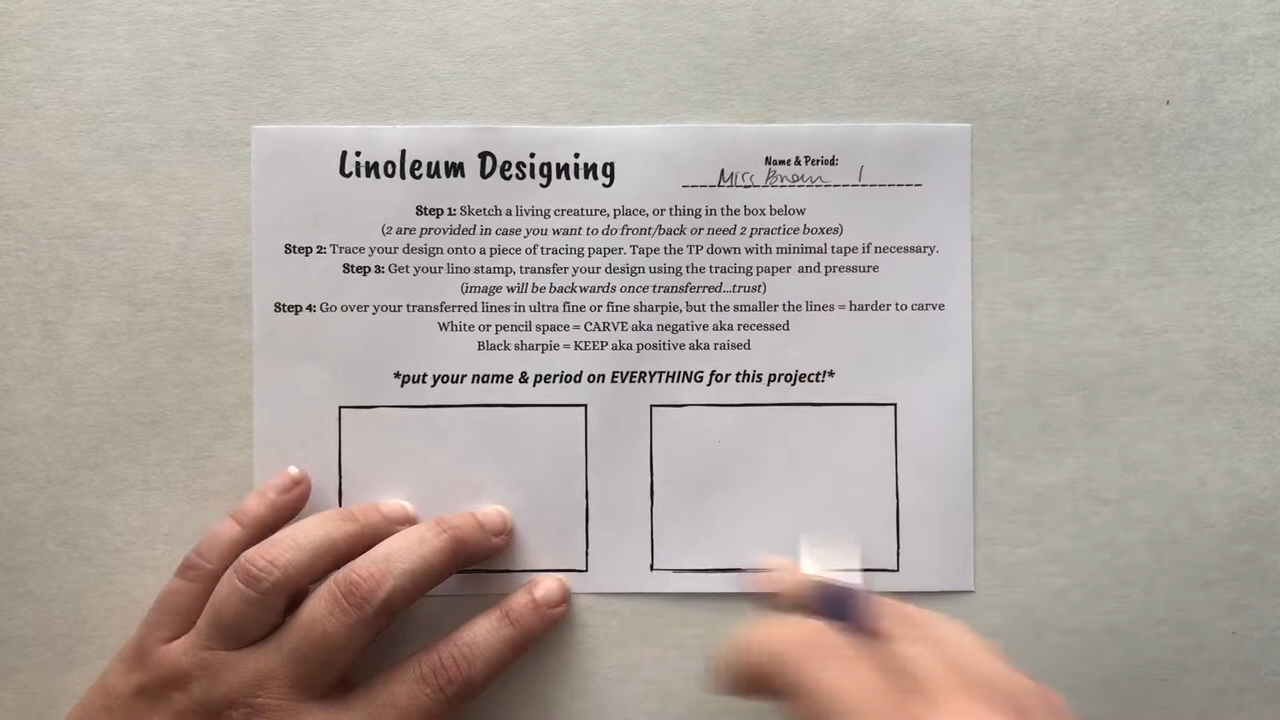 Linoleum Designing
Name & Period:
Miss Brown 1
Step 1: Sketch a living creature, place, or thing in the box below
(2 are provided in case you want to do front/back or need 2 practice boxes)
Step 2: Trace your design onto a piece of tracing paper. Tape the TP down with minimal tape if necessary.
Step 3: Get your lino stamp, transfer your design using the tracing paper and pressure
(image will be backwards once transferred...trust)
Step 4: Go over your transferred lines in ultra fine or fine sharpie, but the smaller the lines = harder to carve
White or pencil space = CARVE aka negative aka recessed
Black sharpie = KEEP aka positive aka raised
*put your name & period on EVERYTHING for this project!*